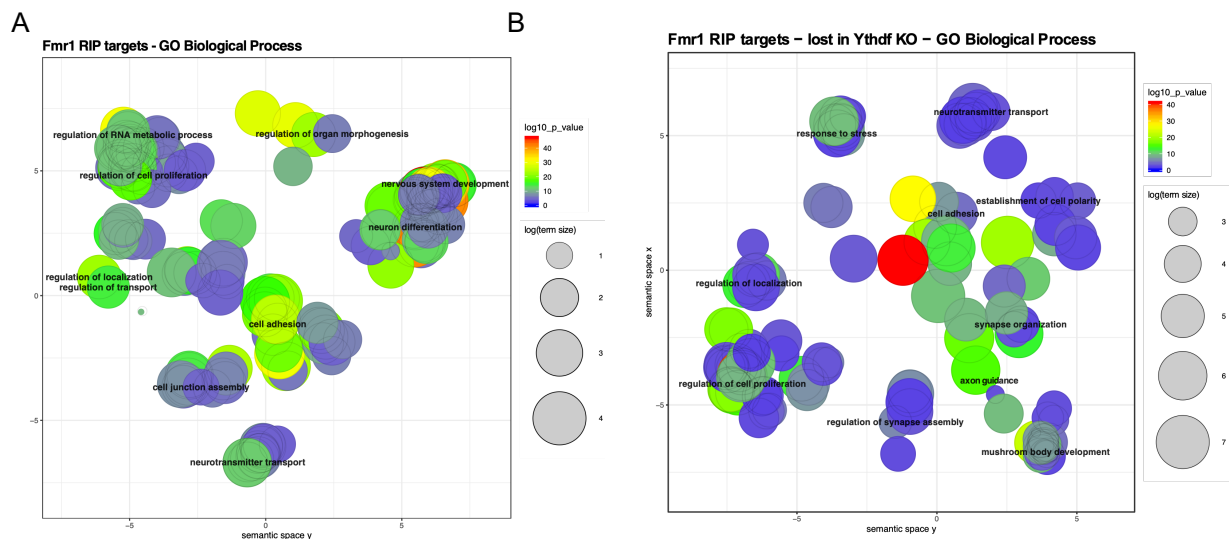 A
B
Fmr1 RIP targets - GO Biological Process
regulation of RNA metabolic process
regulation of organ morphogenesis
regulation of cell proliferation
nervous system development
neuron differentiation
regulation of localization
regulation of transport
cell adhesion
cell junction assembly
neurotransmitter transport
5
0
−5
−5
0
5
semantic space y
log10_p_value
40
30
20
10
0
log(term size)
1
2
3
4
Fmr1 RIP targets − lost in Ythdf KO − GO Biological Process
neurotransmitter transport
response to stress
establishment of cell polarity
cell adhesion
regulation of localization
synapse organization
axon guidance
regulation of cell proliferation
regulation of synapse assembly
mushroom body development
semantic space x
5
0
−5
−5
0
5
semantic space y
log10_p_value
40
30
20
10
0
log(term size)
3
4
5
6
7